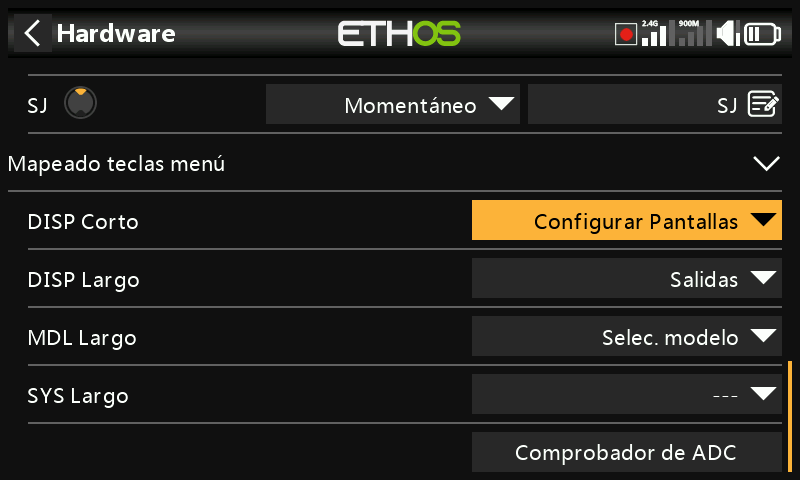 Hardware ETHOS 2.4G 900M
SJ Momentáneo SJ
Mapeado teclas menú
DISP Corto Configurar Pantallas
DISP Largo Salidas
MDL Largo Selec. modelo
SYS Largo ---
Comprobador de ADC